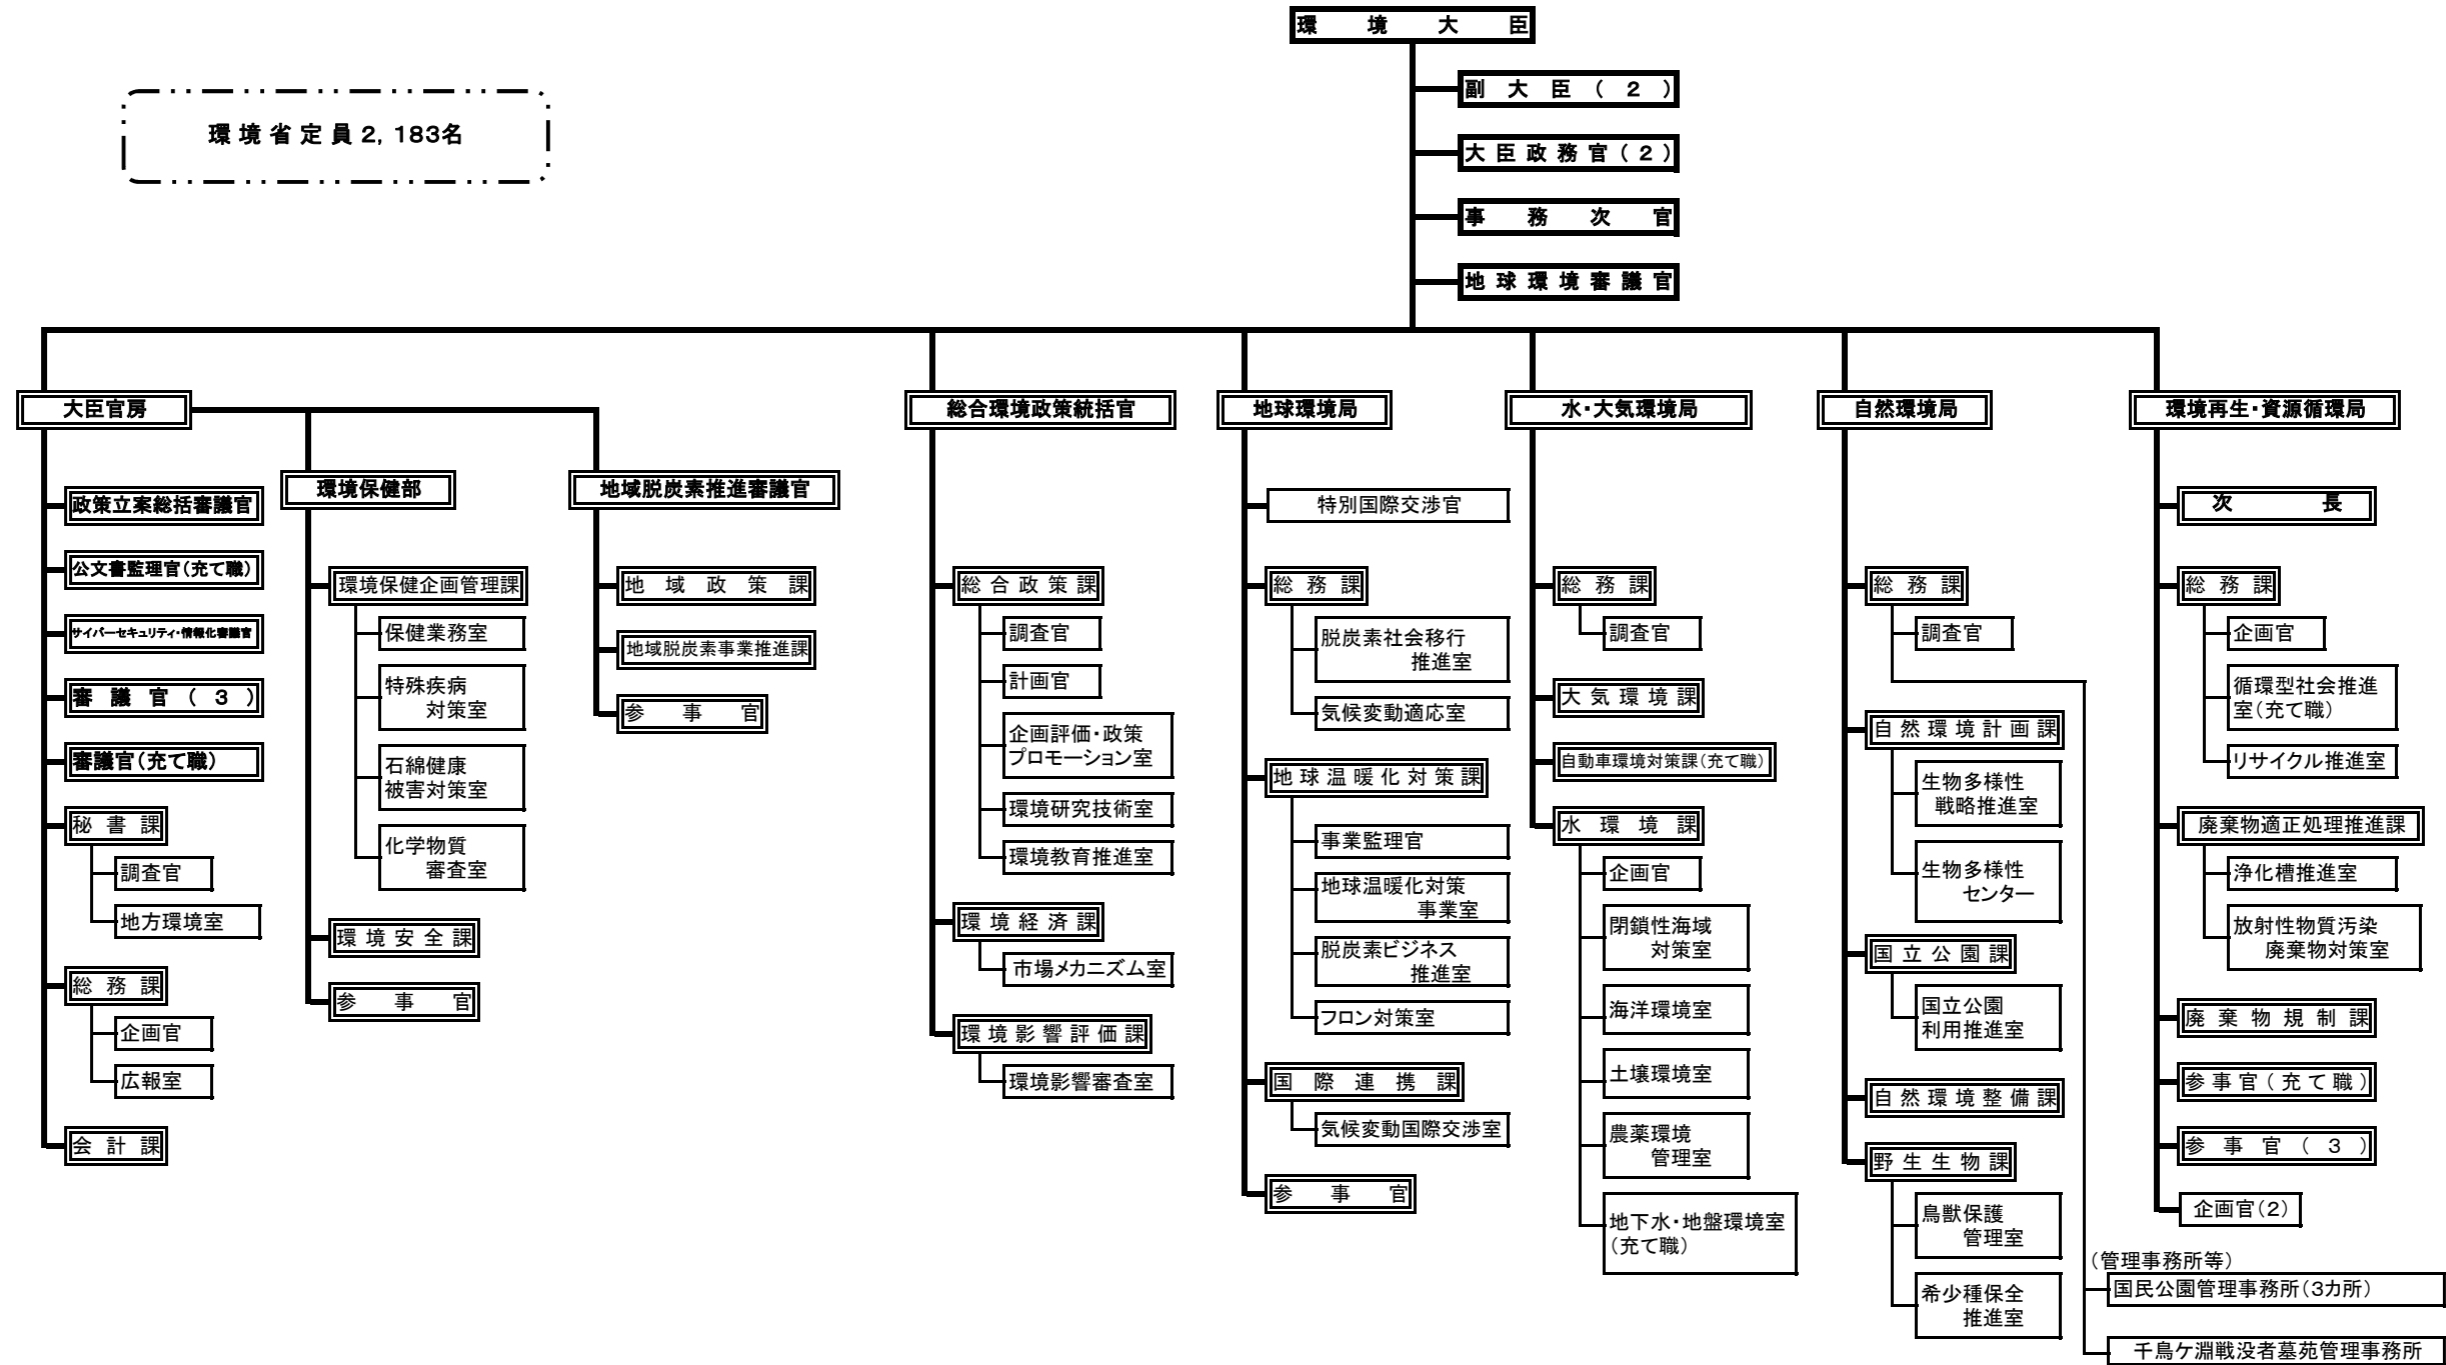 環境大臣
環境省定員2,183名
副大臣(2)
大臣政務官(2)
事務次官
地球環境審議官
大臣官房
政策立案総括審議官
公文書監理官(充て職)
サイバーセキュリティ・情報化審議官
審議官(3)
審議官(充て職)
秘書課
調査官
地方環境室
総務課
企画官
広報室
会計課
環境保健部
環境保健企画管理課
保健業務室
特殊疾病
対策室
石綿健康
被害対策室
化学物質
審査室
環境安全課
参事官
地域脱炭素推進審議官
地域政策課
地域脱炭素事業推進課
参事官
総合環境政策統括官
総合政策課
調査官
計画官
企画評価・政策
プロモーション室
環境研究技術室
環境教育推進室
環境経済課
市場メカニズム室
環境影響評価課
環境影響審査室
地球環境局
特別国際交渉官
総務課
脱炭素社会移行
推進室
気候変動適応室
地球温暖化対策課
事業監理官
地球温暖化対策
事業室
脱炭素ビジネス
推進室
フロン対策室
国際連携課
気候変動国際交渉室
参事官
水・大気環境局
総務課
調査官
大気環境課
自動車環境対策課(充て職)
水環境課
企画官
閉鎖性海域
対策室
海洋環境室
土壌環境室
農薬環境
管理室
地下水・地盤環境室
(充て職)
自然環境局
総務課
調査官
自然環境計画課
生物多様性
戦略推進室
生物多様性
センター
国立公園課
国立公園
利用推進室
自然環境整備課
野生生物課
鳥獣保護
管理室
希少種保全
推進室
(管理事務所等)
国民公園管理事務所(3カ所)
千鳥ケ淵戦没者墓苑管理事務所
環境再生・資源循環局
次長
総務課
企画官
循環型社会推進
室(充て職)
リサイクル推進室
廃棄物適正処理推進課
浄化槽推進室
放射性物質汚染
廃棄物対策室
廃棄物規制課
参事官(充て職)
参事官(3)
企画官(2)